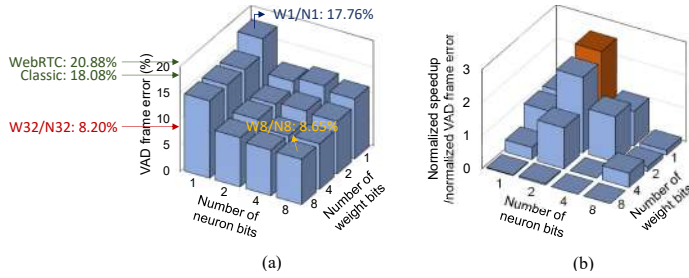 W1/N1: 17.76%
WebRTC: 20.88%
Classic: 18.08%
W32/N32: 8.20%
W8/N8: 8.65%
VAD frame error (%)
20
15
10
5
0
1
2
4
8
Number of
neuron bits
8
4
2
1
Number of
weight bits
(a)
Normalized speedup
/normalized VAD frame error
3
2
1
0
1
2
4
8
Number of
neuron bits
8
4
2
1
Number of
weight bits
(b)